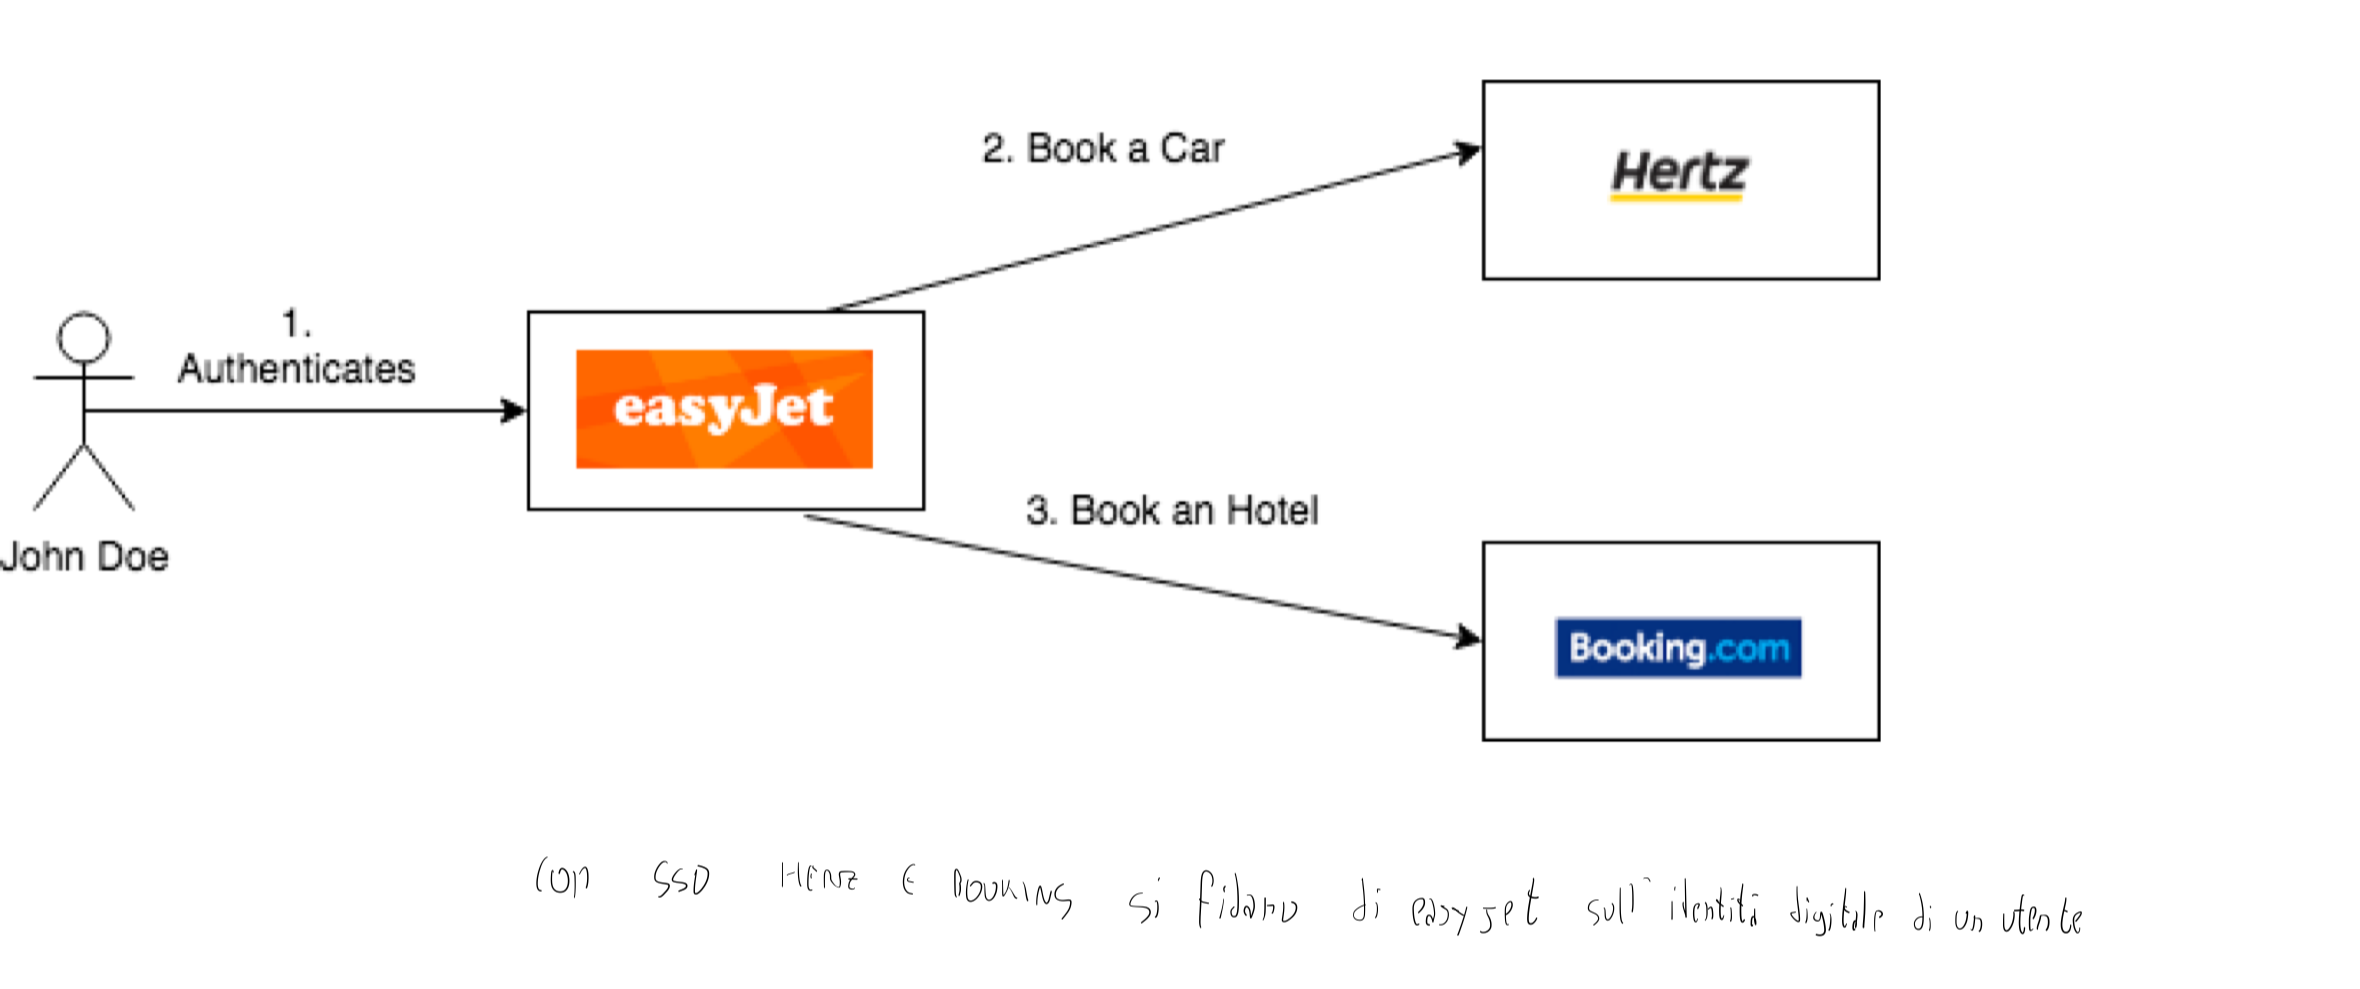 2. Book a Car
Hertz
1.
Authenticates
easyJet
3. Book an Hotel
John Doe
Booking.com
Con SSO HERTZ E BOOKING si fidano di easyjet sull'identità digitale di un utente